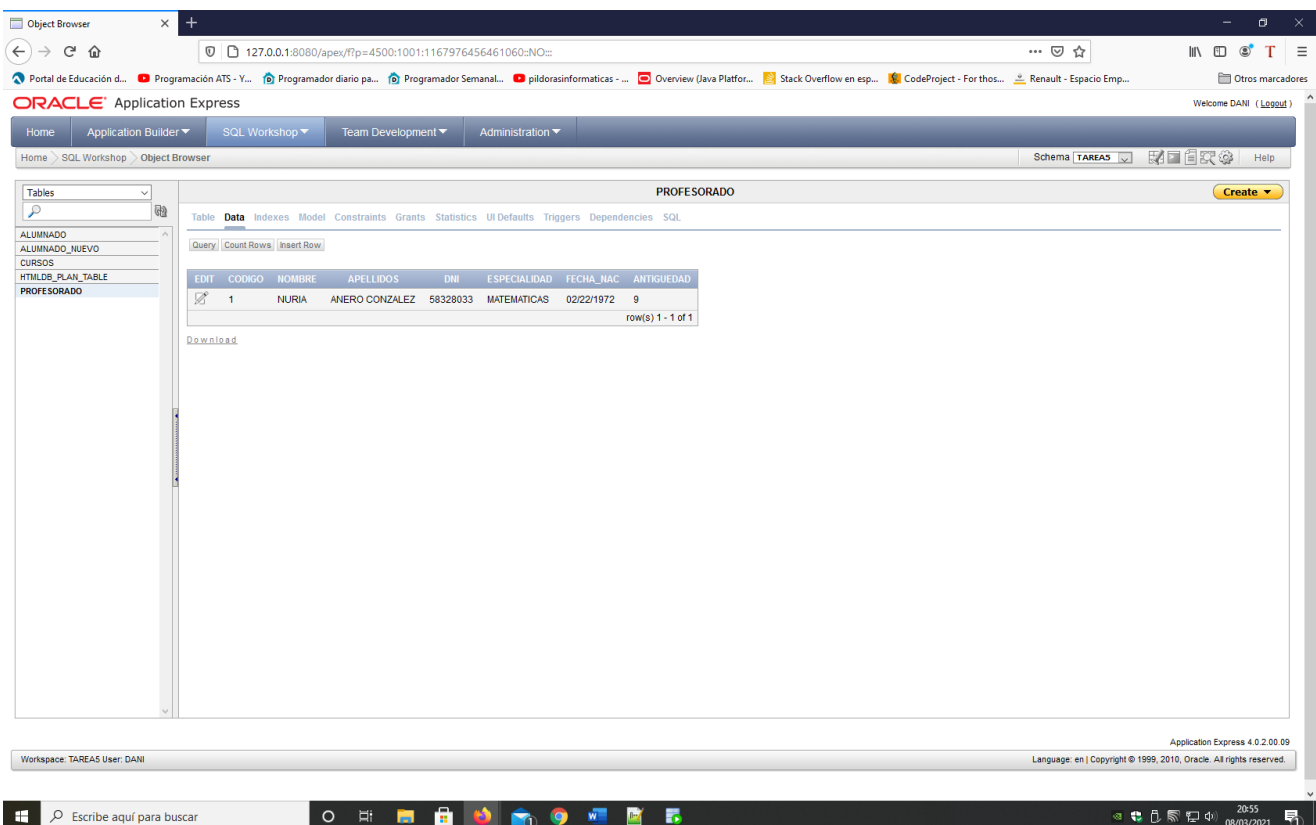 Object Browser
127.0.0.1:8080/apex/f?p=4500:1001:1167976456461060::NO:::
Portal de Educación d... Programación ATS - Y... Programador diario pa... Programador Semanal... pildorasinformaticas - ... Overview (Java Platfor... Stack Overflow en esp... CodeProject - For thos... Renault - Espacio Emp... Otros marcadores
ORACLE Application Express Welcome DANI ( Logout )
Home Application Builder SQL Workshop Team Development Administration
Home SQL Workshop Object Browser Schema TAREA5 Help
Tables PROFESORADO Create
Table Data Indexes Model Constraints Grants Statistics UI Defaults Triggers Dependencies SQL
ALUMNADO
ALUMNADO_NUEVO
CURSOS
HTMLDB_PLAN_TABLE
PROFESORADO
Query Count Rows Insert Row
EDIT CODIGO NOMBRE APELLIDOS DNI ESPECIALIDAD FECHA_NAC ANTIGUEDAD
1 NURIA ANERO CONZALEZ 58328033 MATEMATICAS 02/22/1972 9
row(s) 1 - 1 of 1
Download
Application Express 4.0.2.00.09
Workspace: TAREA5 User: DANI Language: en | Copyright © 1999, 2010, Oracle. All rights reserved.
Escribe aquí para buscar 20:55
08/03/2021